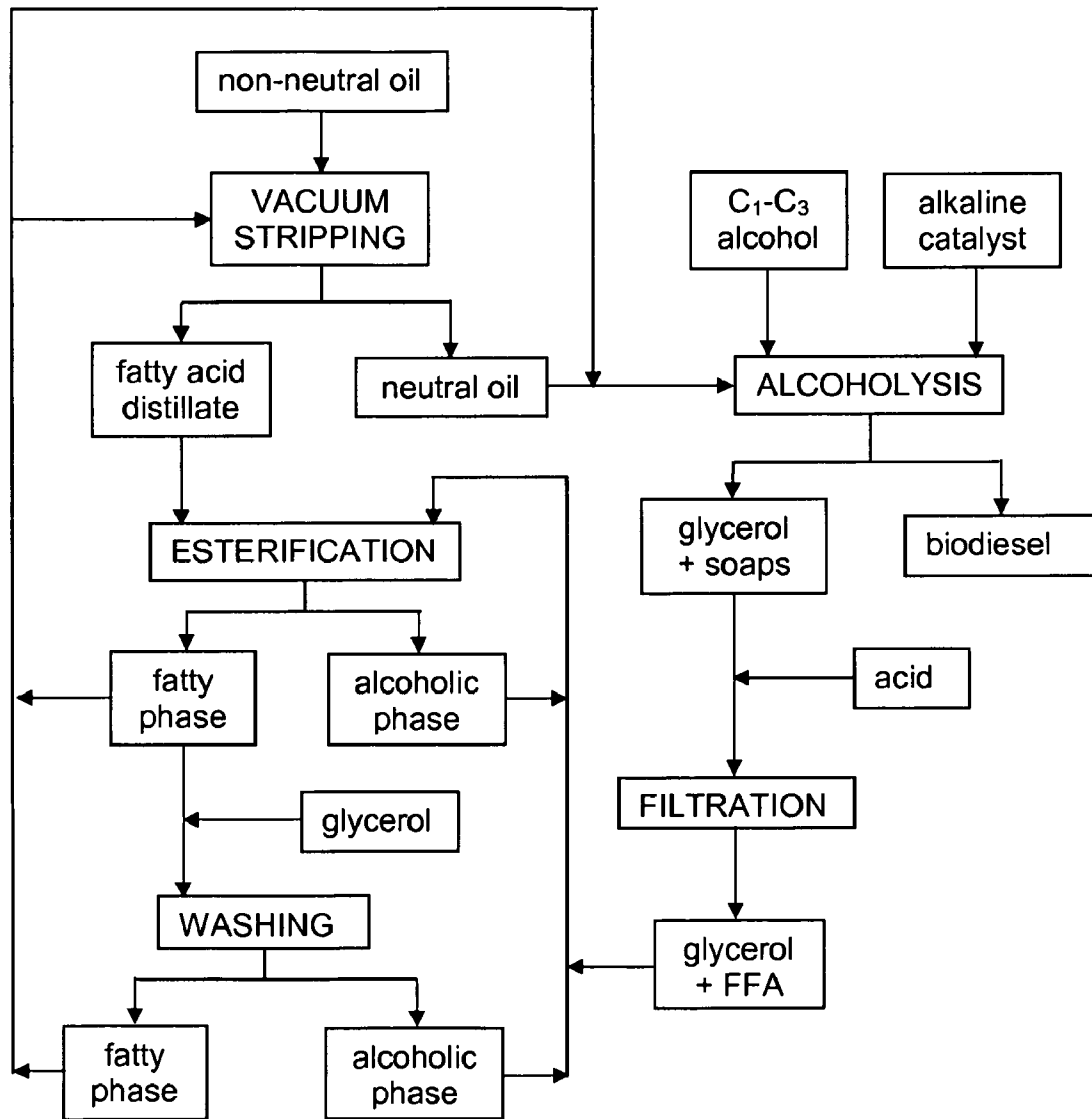 non-neutral oil
VACUUM
STRIPPING
C₁-C₃
alcohol
alkaline
catalyst
fatty acid
distillate
neutral oil
ALCOHOLYSIS
ESTERIFICATION
glycerol
+ soaps
biodiesel
fatty
phase
alcoholic
phase
acid
glycerol
FILTRATION
WASHING
glycerol
+ FFA
fatty
phase
alcoholic
phase